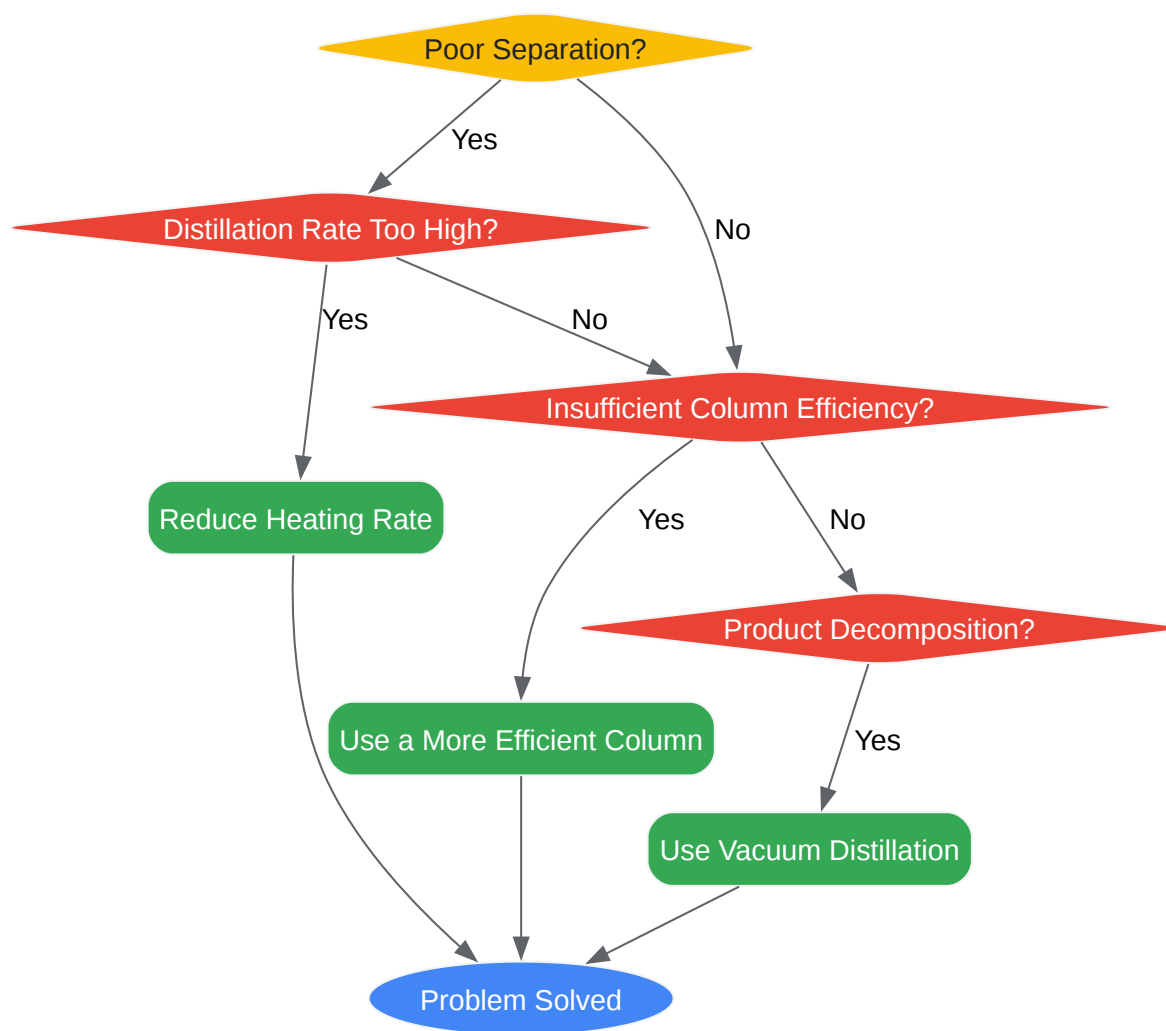 Poor Separation?
Yes
Distillation Rate Too High?
No
Yes
No
Insufficient Column Efficiency?
Reduce Heating Rate
Yes
No
Product Decomposition?
Use a More Efficient Column
Yes
Use Vacuum Distillation
Problem Solved